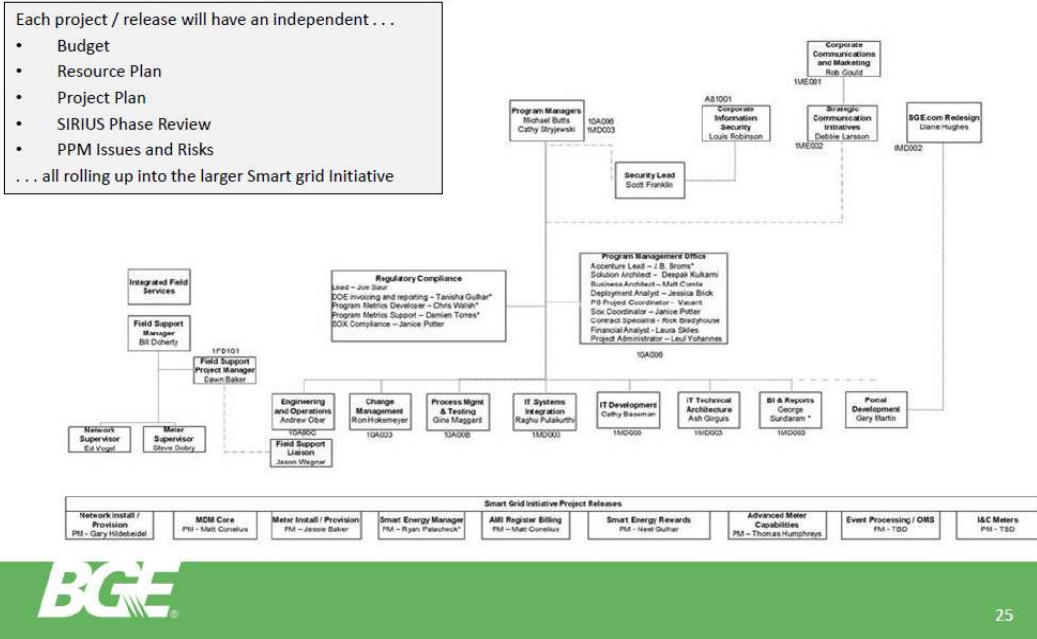 Each project / release will have an independent . . .
• Budget
• Resource Plan
• Project Plan
• SIRIUS Phase Review
• PPM Issues and Risks
. . . all rolling up into the larger Smart grid Initiative
Corporate
Communications
and Marketing
Rob Gould
1ME001
Program Managers
Michael Butts
Cathy Stryjewski
10A006
1MD003
AS1001
Corporate
Information
Security
Louis Robinson
Strategic
Communication
Initiatives
Debbie Larsson
1ME002
BGE.com Redesign
Diane Hughes
IMD002
Security Lead
Scott Franklin
Regulatory Compliance
Lead – Joe Saur
DOE invoicing and reporting – Tanisha Gulhar*
Program Metrics Developer – Chris Walsh*
Program Metrics Support – Damien Torres*
SOX Compliance – Janice Potter
Program Management Office
Accenture Lead – J.B. Broms*
Solution Architect - Deepak Kulkarni
Business Architect – Matt Comte
Deployment Analyst – Jessica Brick
Project Coordinator - Vacant
Sox Coordinator – Janice Potter
Contract Specialist - Rick Bradyhouse
Financial Analyst - Laura Skiles
Project Administrator – Leul Yohannes
10A006
Integrated Field
Services
Field Support
Manager
Bill Doherty
1FD101
Field Support
Project Manager
Dawn Baker
Network
Supervisor
Ed Vogel
Meter
Supervisor
Steve Dobry
Engineering
and Operations
Andrew Ober
10A00C
Field Support
Liaison
Jason Wagner
Change
Management
Ron Hokemeyer
10A003
Process Mgmt
& Testing
Gina Maggard
10A00B
IT Systems
Integration
Raghu Pulakurthi
1MD003
IT Development
Cathy Baseman
1MD003
IT Technical
Architecture
Ash Girguis
1MD003
BI & Reports
George
Sundaram *
1MD003
Portal
Development
Gary Martin
Smart Grid Initiative Project Releases
Network Install /
Provision
PM - Gary Hildebeidel
MDM Core
PM - Matt Conelius
Meter Install / Provision
PM – Jessie Baker
Smart Energy Manager
PM – Ryan Palacheck*
AMI Register Billing
PM – Matt Conelius
Smart Energy Rewards
PM - Neel Gulhar
Advanced Meter
Capabilities
PM – Thomas Humphreys
Event Processing / OMS
PM - TBD
I&C Meters
PM - TBD
BGE®
25